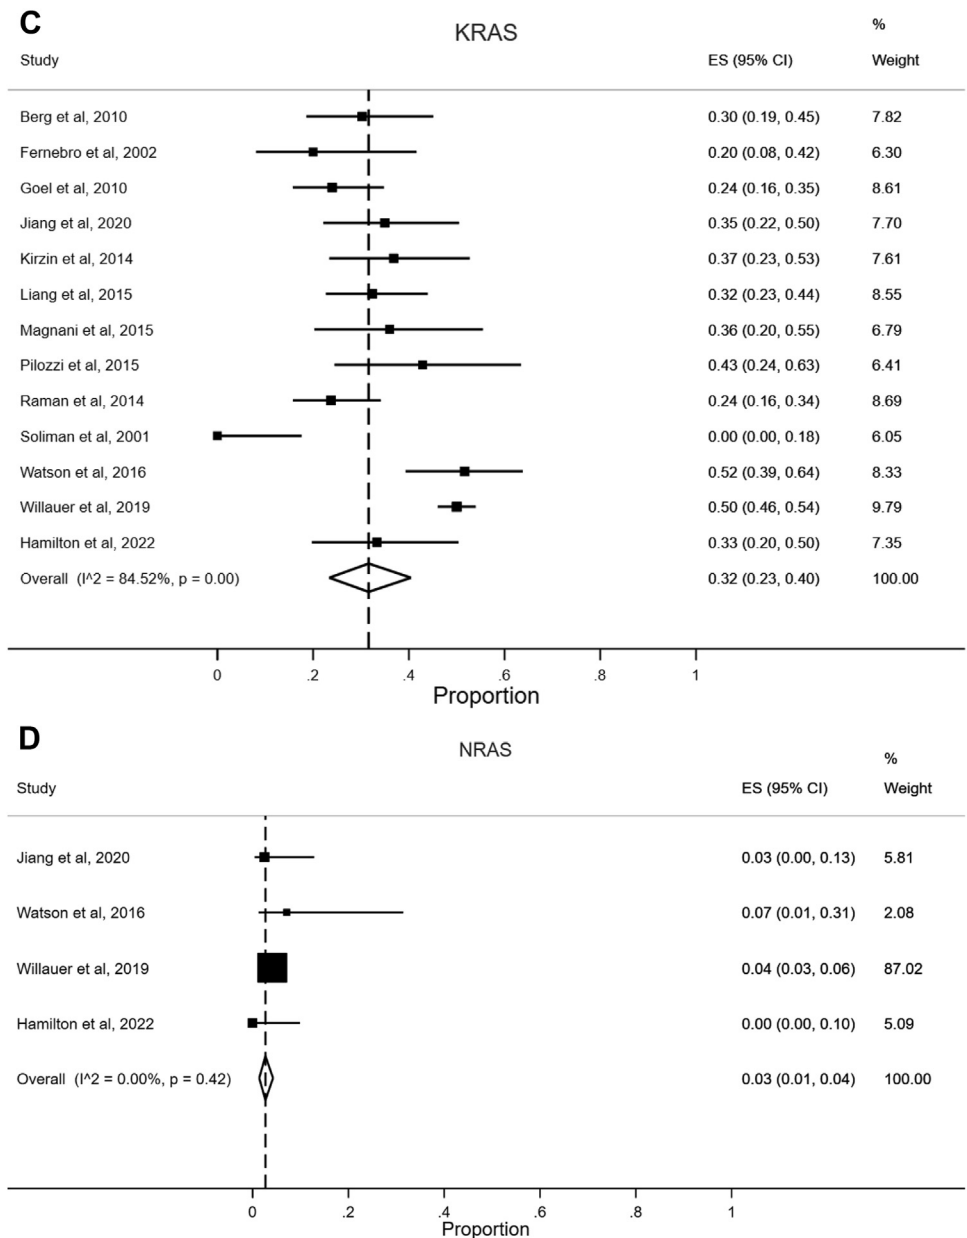 C
KRAS
%
Study ES (95% CI) Weight
Berg et al, 2010 0.30 (0.19, 0.45) 7.82
Fernebro et al, 2002 0.20 (0.08, 0.42) 6.30
Goel et al, 2010 0.24 (0.16, 0.35) 8.61
Jiang et al, 2020 0.35 (0.22, 0.50) 7.70
Kirzin et al, 2014 0.37 (0.23, 0.53) 7.61
Liang et al, 2015 0.32 (0.23, 0.44) 8.55
Magnani et al, 2015 0.36 (0.20, 0.55) 6.79
Pilozzi et al, 2015 0.43 (0.24, 0.63) 6.41
Raman et al, 2014 0.24 (0.16, 0.34) 8.69
Soliman et al, 2001 0.00 (0.00, 0.18) 6.05
Watson et al, 2016 0.52 (0.39, 0.64) 8.33
Willauer et al, 2019 0.50 (0.46, 0.54) 9.79
Hamilton et al, 2022 0.33 (0.20, 0.50) 7.35
Overall (I^2 = 84.52%, p = 0.00) 0.32 (0.23, 0.40) 100.00
0 .2 .4 .6 .8 1
Proportion
D
NRAS
%
Study ES (95% CI) Weight
Jiang et al, 2020 0.03 (0.00, 0.13) 5.81
Watson et al, 2016 0.07 (0.01, 0.31) 2.08
Willauer et al, 2019 0.04 (0.03, 0.06) 87.02
Hamilton et al, 2022 0.00 (0.00, 0.10) 5.09
Overall (I^2 = 0.00%, p = 0.42) 0.03 (0.01, 0.04) 100.00
0 .2 .4 .6 .8 1
Proportion